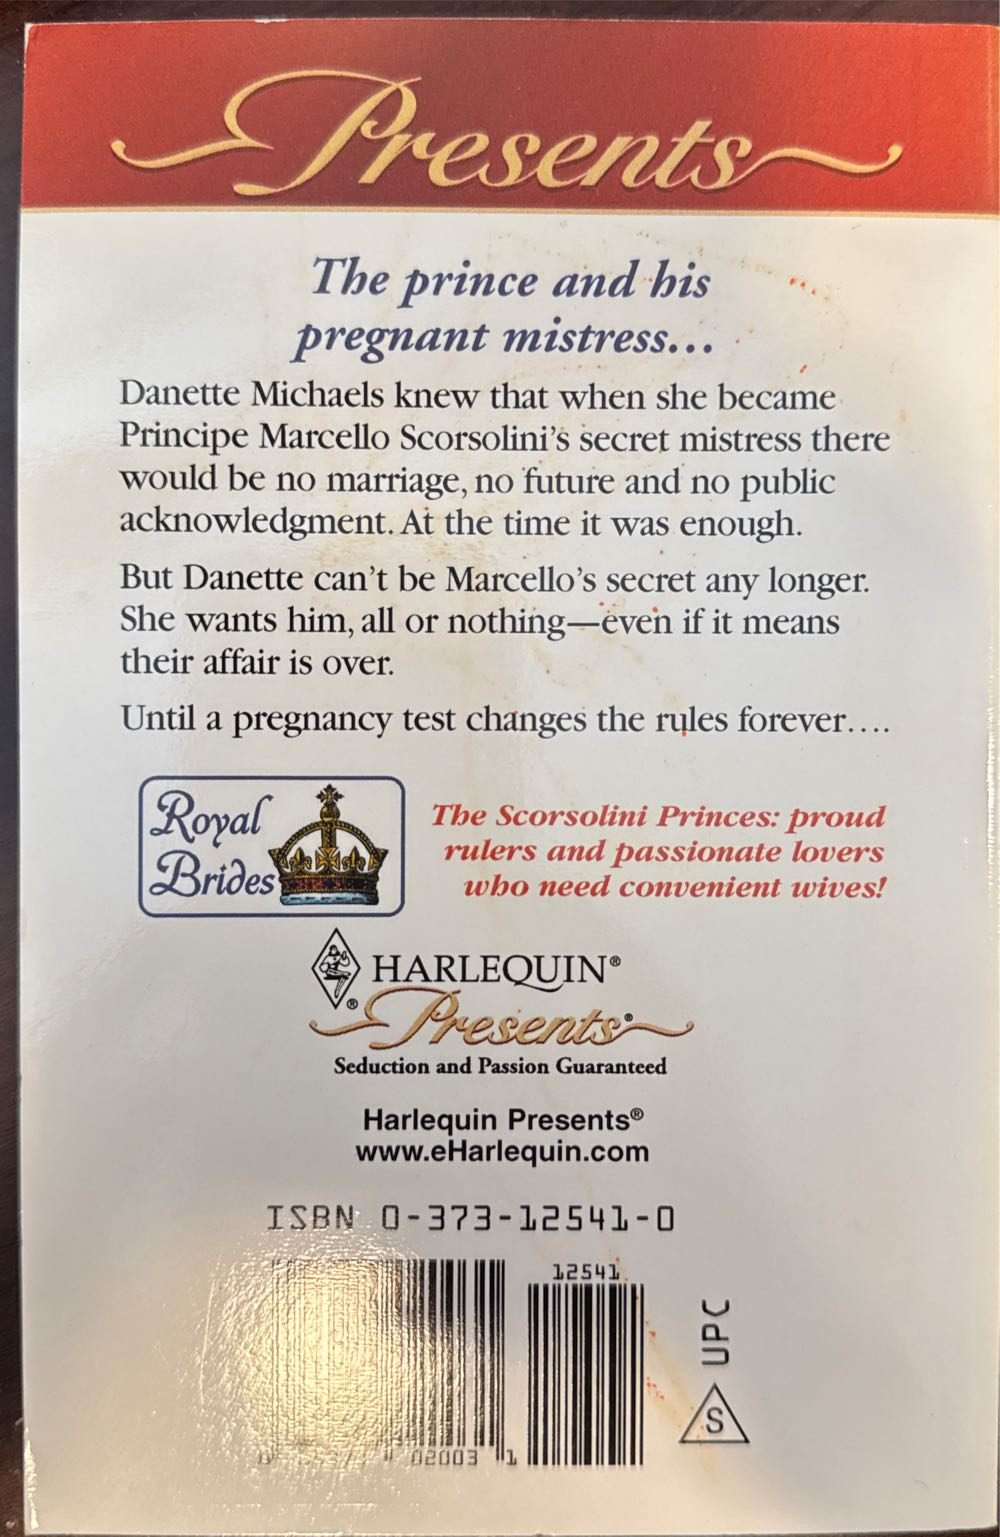 Presents
The prince and his
pregnant mistress...
Danette Michaels knew that when she became
Principe Marcello Scorsolini's secret mistress there
would be no marriage, no future and no public
acknowledgment. At the time it was enough.
But Danette can't be Marcello's secret any longer.
She wants him, all or nothing—even if it means
their affair is over.
Until a pregnancy test changes the rules forever....
Royal
Brides
The Scorsolini Princes: proud
rulers and passionate lovers
who need convenient wives!
HARLEQUIN®
®
Presents®
Seduction and Passion Guaranteed
Harlequin Presents®
www.eHarlequin.com
ISBN 0-373-12541-0
12541
02003 1
UPC
S